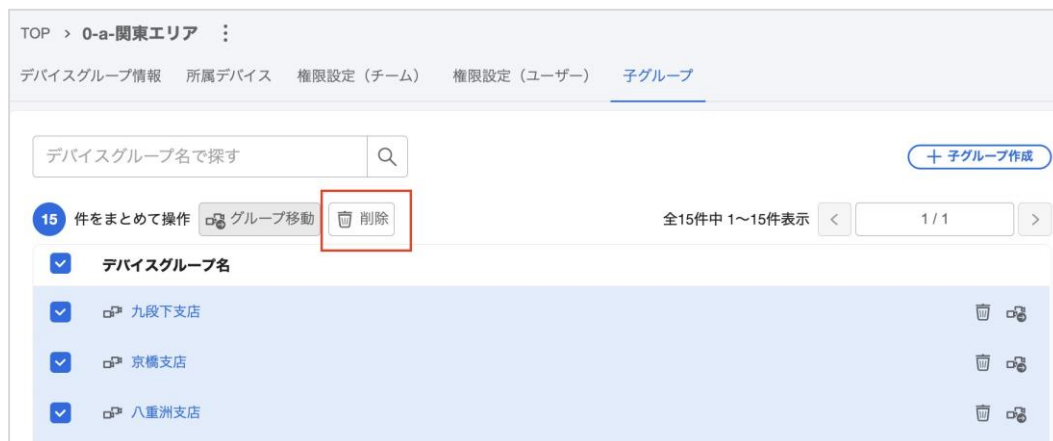 TOP > 0-a-関東エリア
デバイスグループ情報 所属デバイス 権限設定（チーム） 権限設定（ユーザー） 子グループ
デバイスグループ名で探す
＋ 子グループ作成
15 件をまとめて操作 グループ移動 削除 全15件中 1〜15件表示 < 1 / 1 >
デバイスグループ名
九段下支店
京橋支店
八重洲支店